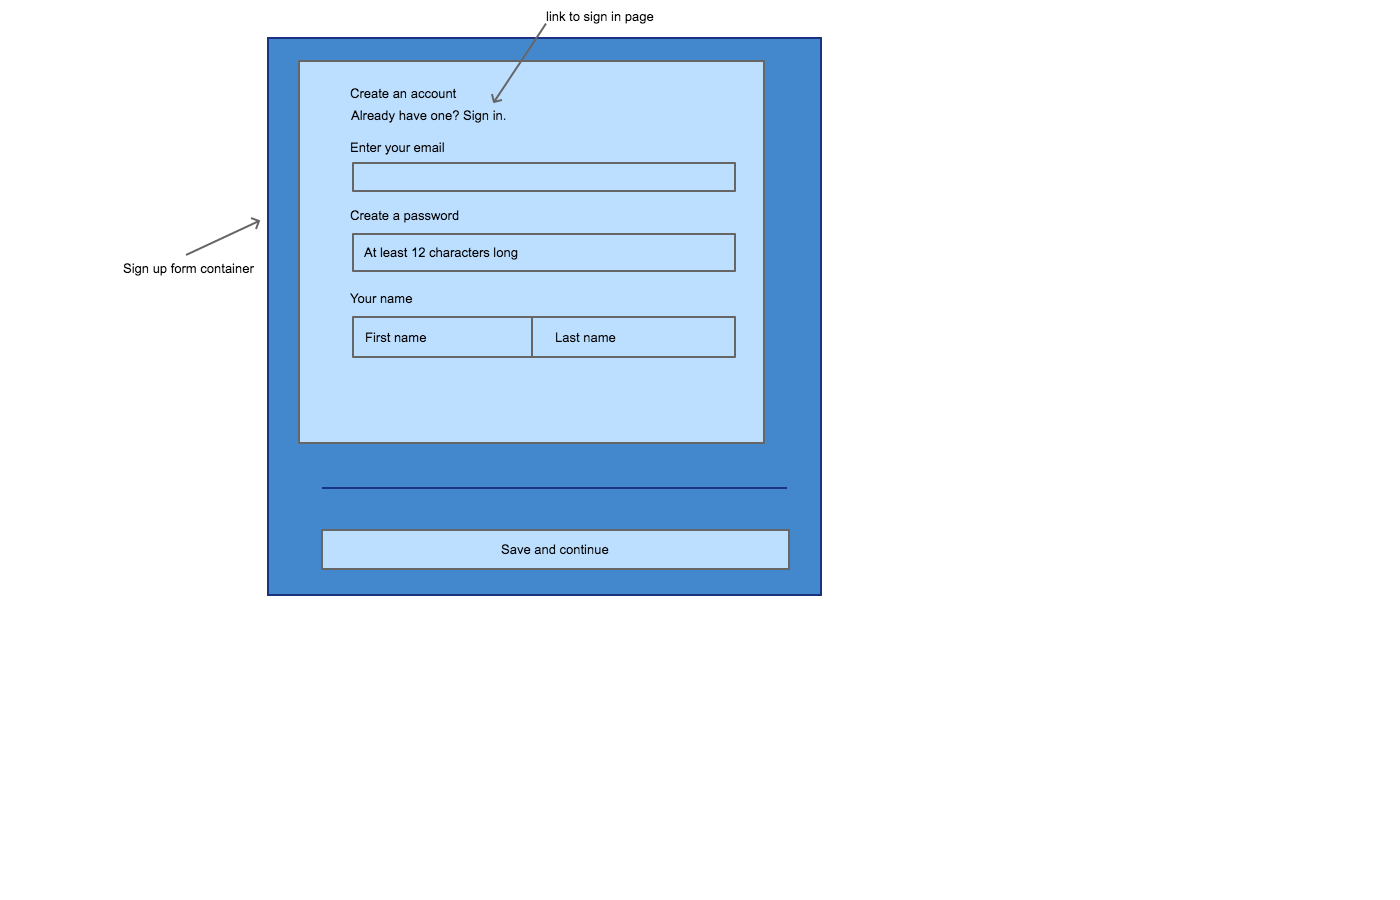 link to sign in page
Create an account
Already have one? Sign in.
Enter your email
Create a password
At least 12 characters long
Sign up form container
Your name
First name
Last name
Save and continue